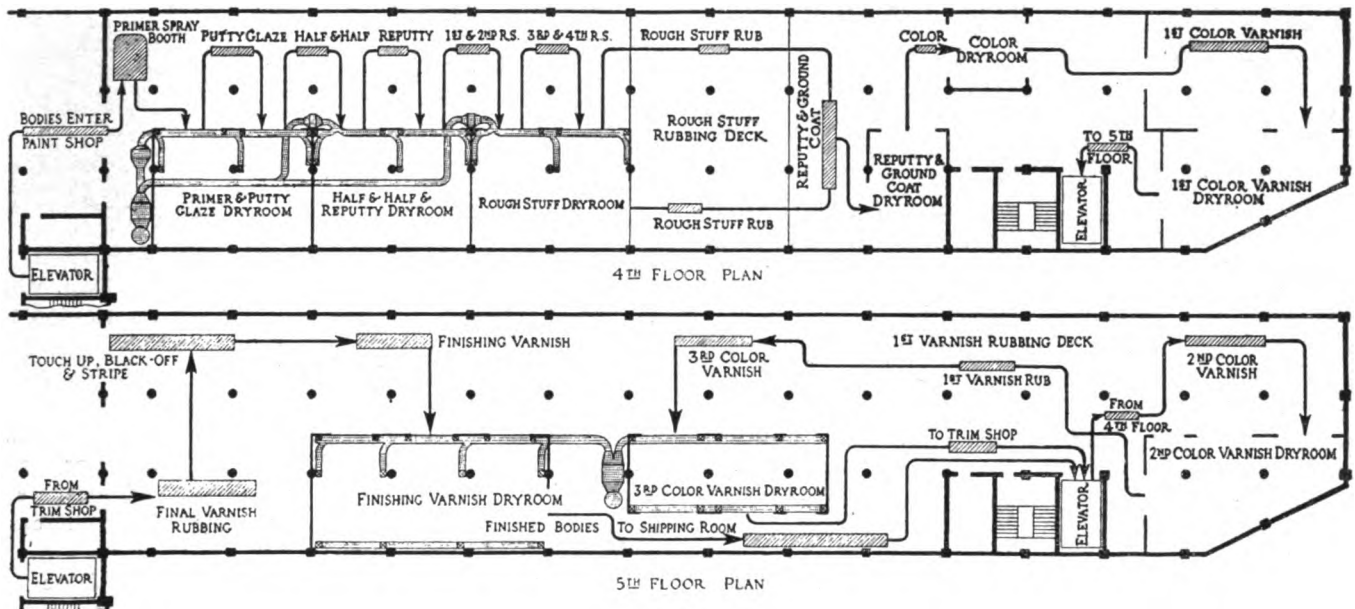 PRIMER SPRAY
BOOTH
PUTTY GLAZE
HALF & HALF
REPUTTY
1ST & 2ND R.S.
3RD & 4TH R.S.
ROUGH STUFF RUB
COLOR
COLOR
DRYROOM
1ST COLOR VARNISH
BODIES ENTER
PAINT SHOP
ROUGH STUFF
RUBBING DECK
REPUTTY & GROUND
COAT
REPUTTY &
GROUND
COAT
DRYROOM
TO 5TH
FLOOR
ELEVATOR
1ST COLOR VARNISH
DRYROOM
PRIMER & PUTTY
GLAZE DRYROOM
HALF & HALF &
REPUTTY DRYROOM
ROUGH STUFF DRYROOM
ROUGH STUFF RUB
ELEVATOR
4TH FLOOR PLAN
TOUCH UP, BLACK-OFF
& STRIPE
FINISHING VARNISH
3RD COLOR
VARNISH
1ST VARNISH RUBBING DECK
1ST VARNISH RUB
2ND COLOR
VARNISH
FROM
4TH FLOOR
TO TRIM SHOP
2ND COLOR VARNISH DRYROOM
FROM
TRIM SHOP
FINAL VARNISH
RUBBING
FINISHING VARNISH DRYROOM
3RD COLOR VARNISH DRYROOM
FINISHED BODIES TO SHIPPING ROOM
ELEVATOR
ELEVATOR
5TH FLOOR PLAN